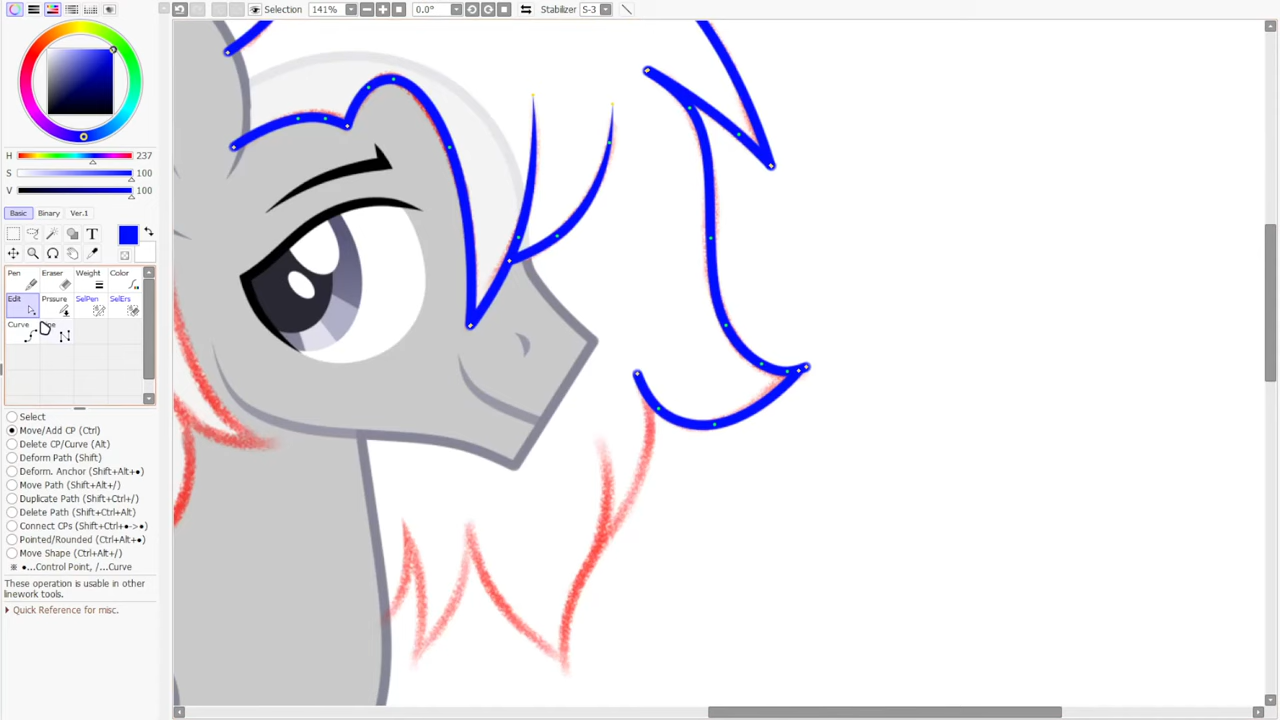 Selection 141% 0.0° Stabilizer S-3
H 237
S 100
V 100
Basic Binary Ver.1
T
Pen Eraser Weight Color
Edit Prssure SelPen SelErs
Curve
Select
Move/Add CP (Ctrl)
Delete CP/Curve (Alt)
Deform Path (Shift)
Deform. Anchor (Shift+Alt+●)
Move Path (Shift+Alt+/)
Duplicate Path (Shift+Ctrl+/)
Delete Path (Shift+Ctrl+Alt)
Connect CPs (Shift+Ctrl+●->●)
Pointed/Rounded (Ctrl+Alt+●)
Move Shape (Ctrl+Alt+/)
※ ●...Control Point, /...Curve
These operation is usable in other
linework tools.
Quick Reference for misc.